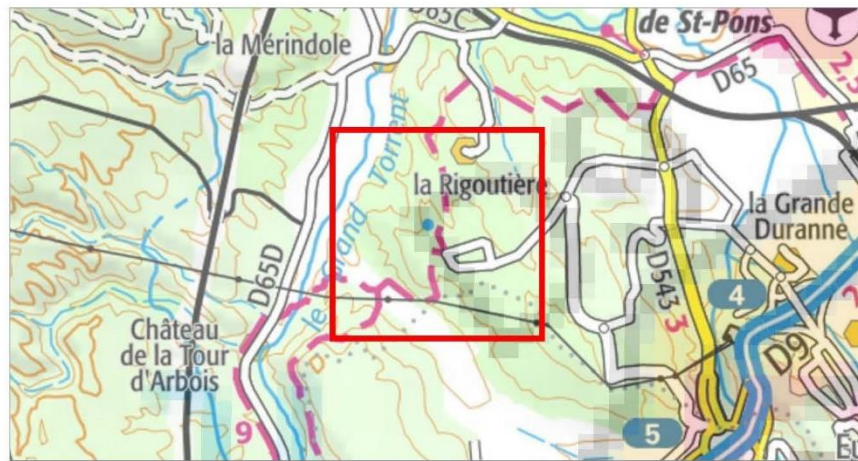 D65C
de St-Pons
la Mérindole
D65
2,
le Grand Torrent
la Rigoutière
la Grande
Duranne
D65D
D543
3
4
Château
de la Tour
d'Arbois
D9
9
5